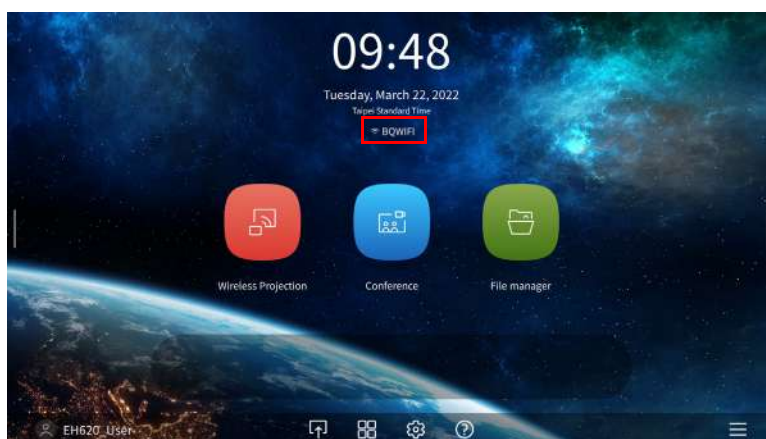 09:48
Tuesday, March 22, 2022
Taipei Standard Time
BQWIFI
Wireless Projection
Conference
File manager
EH620_User